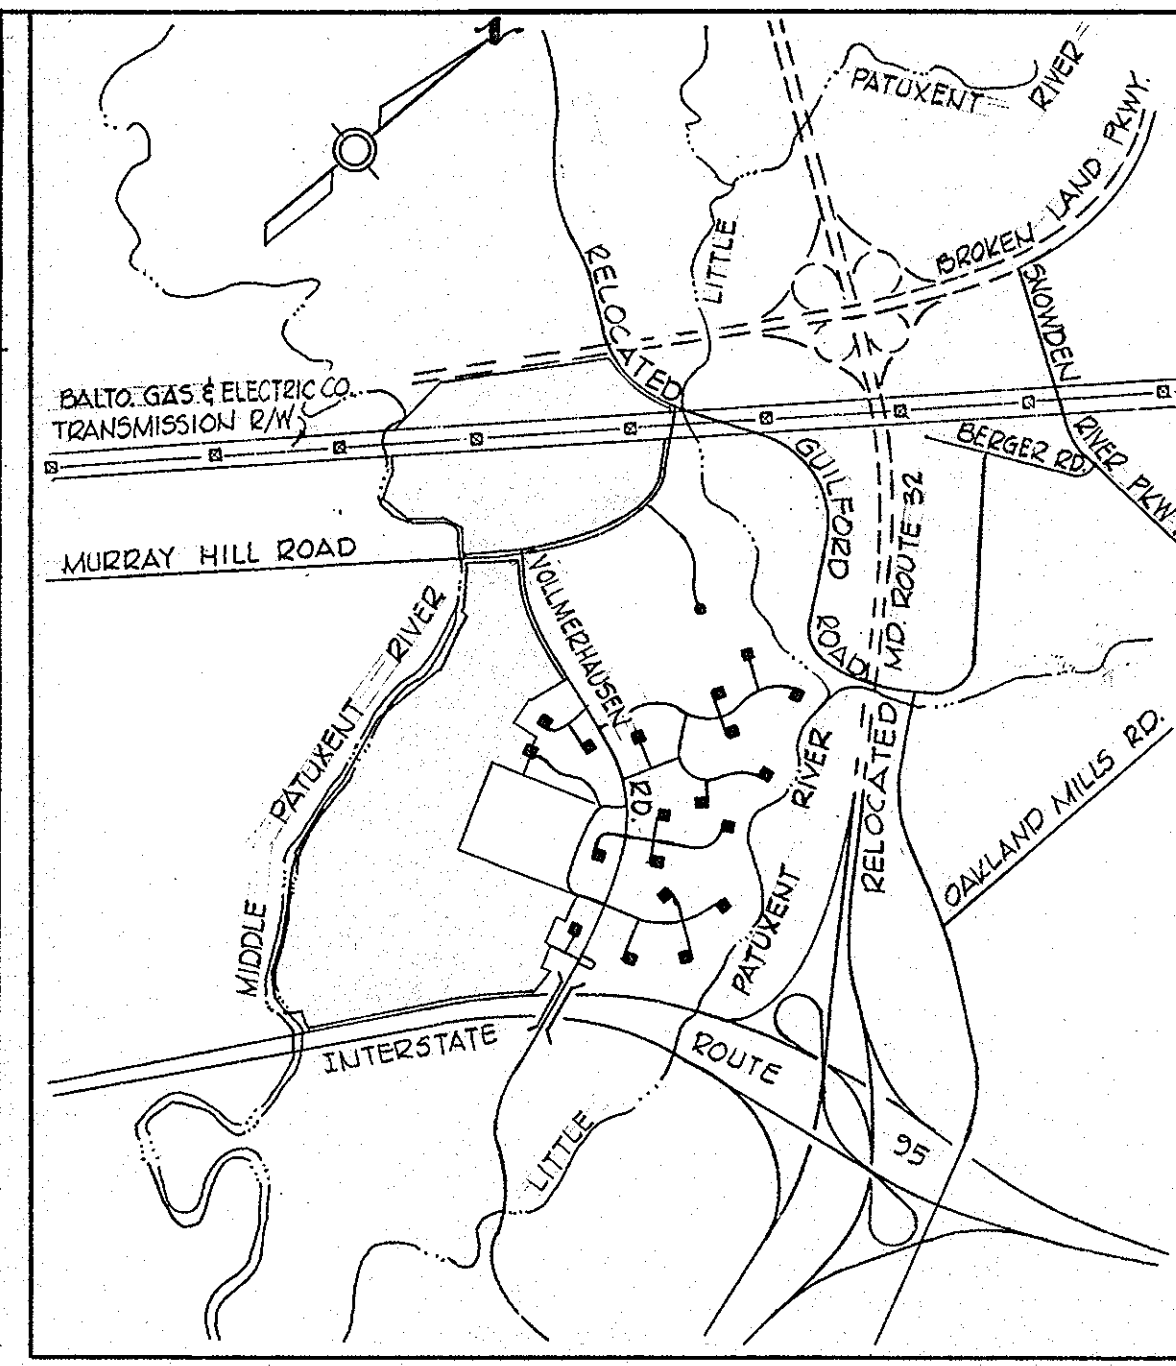 PATUXENT RIVER
BROKEN LAND PKWY.
LITTLE
RELOCATED
SNOWDEN
RIVER PKWY.
BALTO. GAS & ELECTRIC CO.
TRANSMISSION R/W
BERGER RD.
GUILFORD
ROAD
MD. ROUTE 32
RELOCATED
MURRAY HILL ROAD
VOLLMERHAUSEN
RD.
MIDDLE PATUXENT RIVER
OAKLAND MILLS RD.
LITTLE PATUXENT RIVER
INTERSTATE ROUTE 95